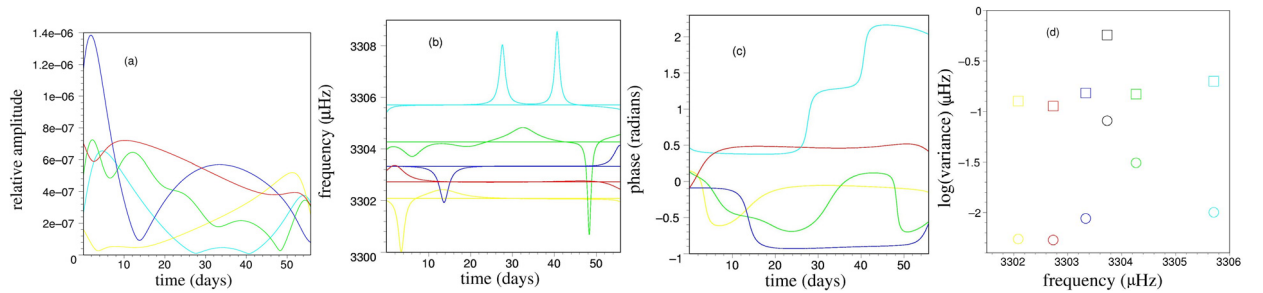 (a)
relative amplitude
1.4e−06
1.2e−06
1e−06
8e−07
6e−07
4e−07
2e−07
0
10
20
30
40
50
time (days)
(b)
frequency (μHz)
3308
3306
3304
3302
3300
10
20
30
40
50
time (days)
(c)
phase (radians)
2
1.5
1
0.5
0
−0.5
−1
10
20
30
40
50
time (days)
(d)
log(variance) (μHz)
0
−0.5
−1
−1.5
−2
3302
3303
3304
3305
3306
frequency (μHz)